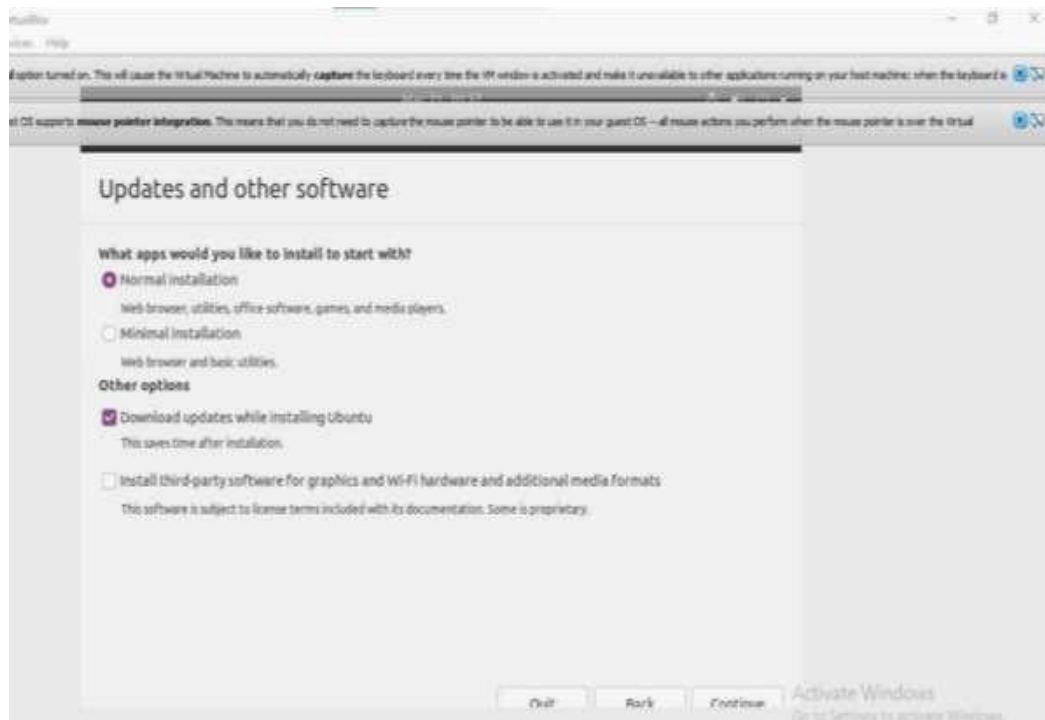 Help
option turned on. This will cause the Virtual Machine to automatically capture the keyboard every time the VM window is activated and make it unavailable to other applications running on your host machine: when the keyboard is
OS supports mouse pointer integration. This means that you do not need to capture the mouse pointer to be able to use it in your guest OS -- all mouse actions you perform when the mouse pointer is over the Virtual
Updates and other software
What apps would you like to install to start with?
Normal installation
Web browser, utilities, office software, games, and media players.
Minimal installation
Web browser and basic utilities.
Other options
Download updates while installing Ubuntu
This saves time after installation.
Install third-party software for graphics and Wi-Fi hardware and additional media formats
This software is subject to license terms included with its documentation. Some is proprietary.
Quit Back Continue
Activate Windows
Go to Settings to activate Windows.